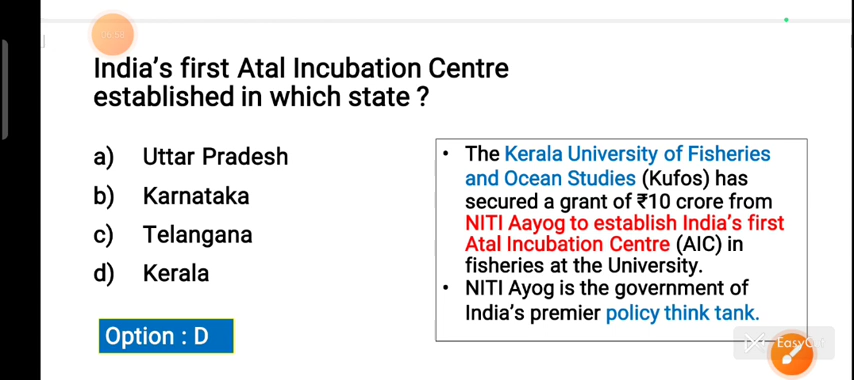 06:58
India's first Atal Incubation Centre
established in which state ?
a) Uttar Pradesh
b) Karnataka
c) Telangana
d) Kerala
Option : D
• The Kerala University of Fisheries
and Ocean Studies (Kufos) has
secured a grant of ₹10 crore from
NITI Aayog to establish India's first
Atal Incubation Centre (AIC) in
fisheries at the University.
• NITI Ayog is the government of
India's premier policy think tank.